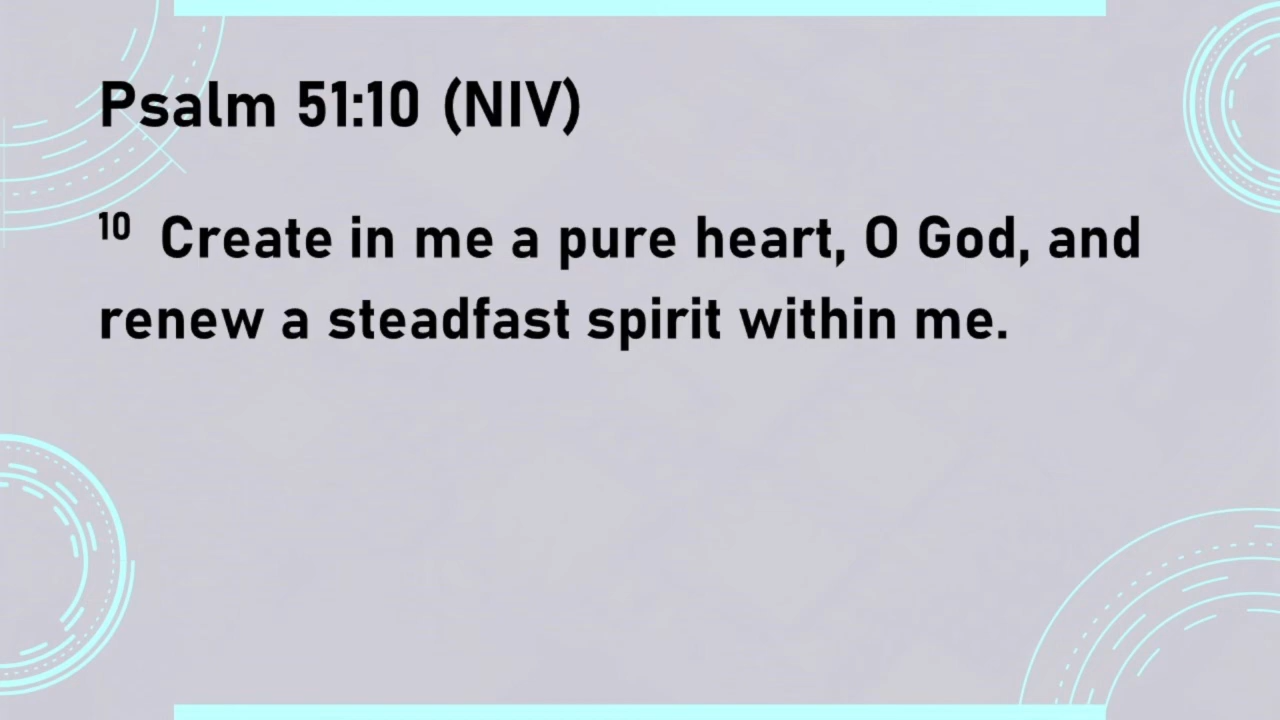 Psalm 51:10 (NIV)
10 Create in me a pure heart, O God, and
renew a steadfast spirit within me.